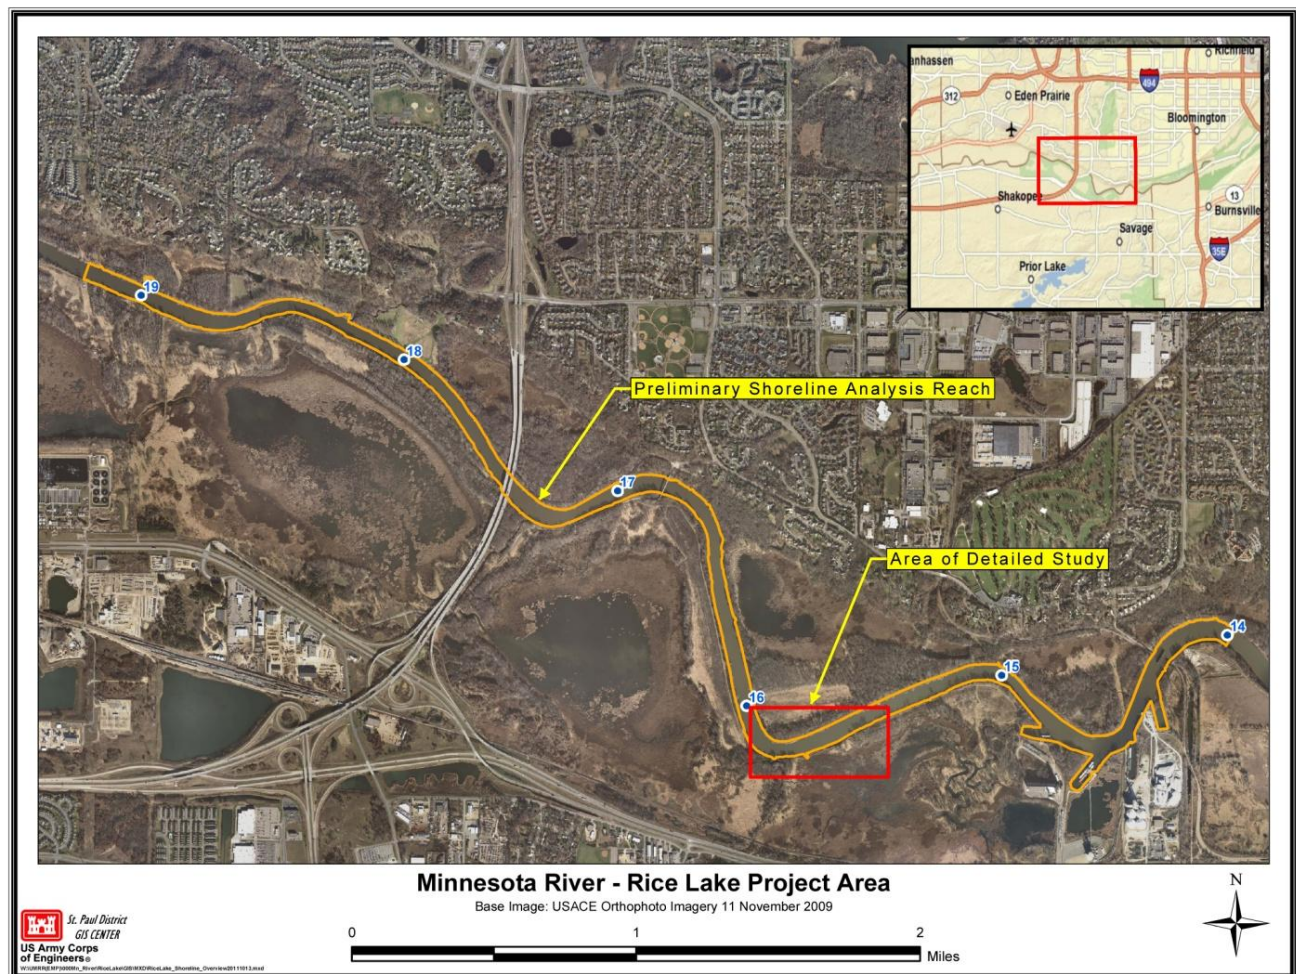 Richfield
anhassen
494
312
Eden Prairie
Bloomington
Shakopee
13
Burnsville
Savage
35E
Prior Lake
19
18
Preliminary Shoreline Analysis Reach
17
Area of Detailed Study
14
15
16
Minnesota River - Rice Lake Project Area
Base Image: USACE Orthophoto Imagery 11 November 2009
N
St. Paul District
GIS CENTER
US Army Corps
of Engineers®
0 1 2
Miles